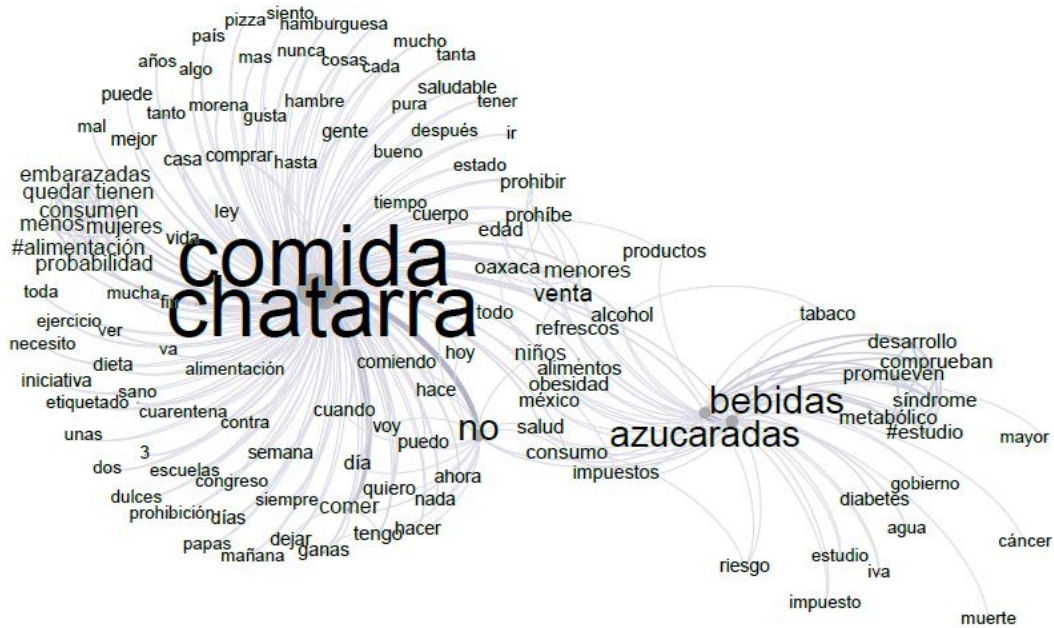 pizza siento hamburguesa
país mas nunca cosas cada mucho tanta
años algo
puede tanto morena gusta hambre pura saludable tener
mal mejor gente después ir
casa comprar hasta bueno estado
embarazadas prohibir
quedar tienen
consumen ley tiempo cuerpo prohíbe
menos mujeres vida edad
#alimentación productos
probabilidad
comida
oaxaca menores
toda mucha fin venta
chatarra
todo alcohol tabaco
ejercicio ver refrescos
necesito va hoy niños desarrollo
dieta alimentación comiendo alimentos comprueban
iniciativa sano hace obesidad promueven
etiquetado méxico síndrome
bebidas
cuarentena contra cuando voy no salud metabólico
azucaradas #estudio
unas puedo mayor
3 semana consumo
dos escuelas día impuestos
congreso ahora gobierno
dulces siempre quiero nada diabetes
prohibición días comer
papas mañana dejar ganas tengo hacer agua
cáncer
riesgo estudio iva
impuesto
muerte